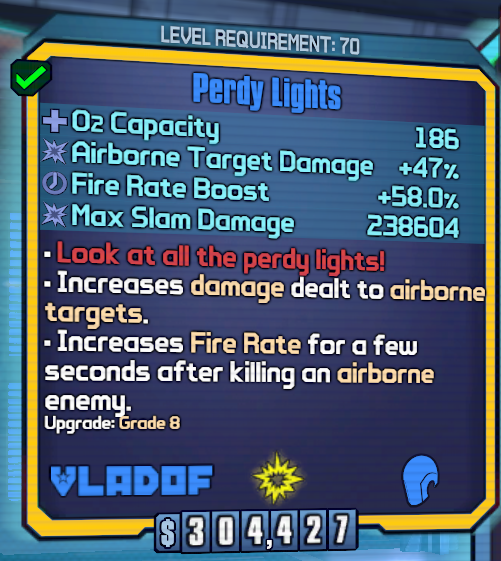 LEVEL REQUIREMENT: 70
Perdy Lights
O2 Capacity 186
Airborne Target Damage +47%
Fire Rate Boost +58.0%
Max Slam Damage 238604
• Look at all the perdy lights!
• Increases damage dealt to airborne
targets.
• Increases Fire Rate for a few
seconds after killing an airborne
enemy.
Upgrade: Grade 8
VLADOF
$304,427